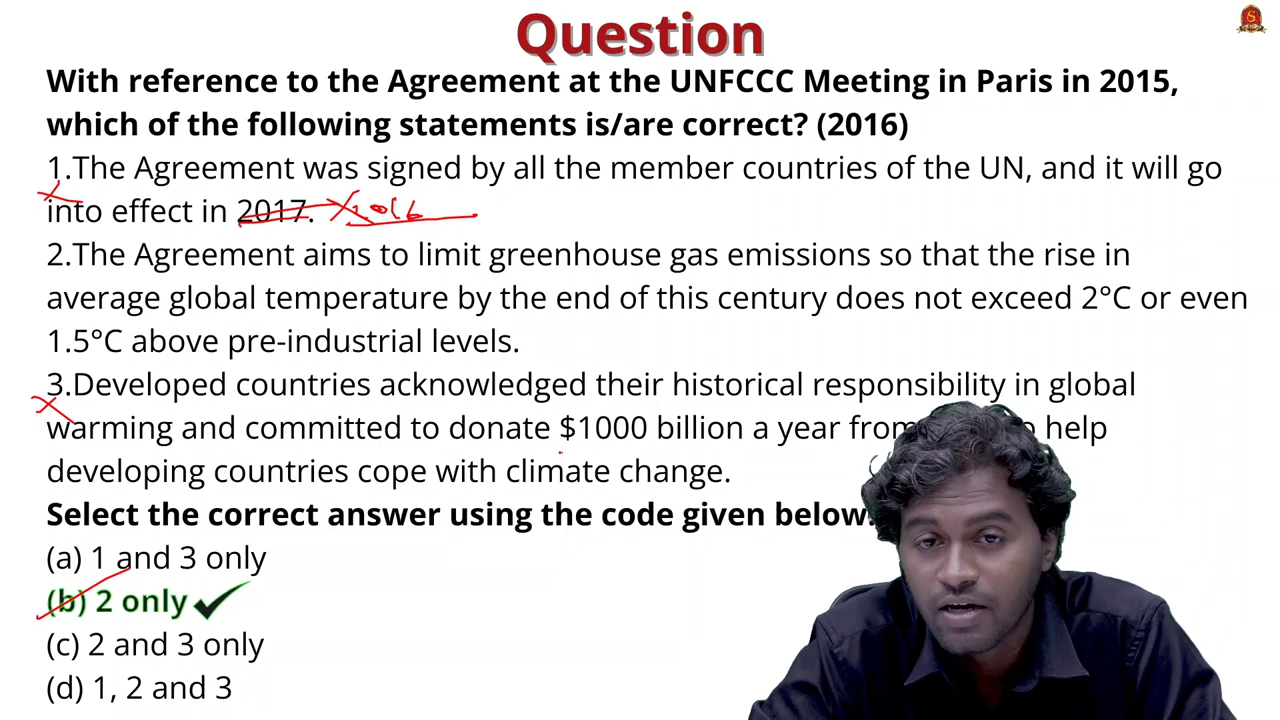 Question
With reference to the Agreement at the UNFCCC Meeting in Paris in 2015,
which of the following statements is/are correct? (2016)
1.The Agreement was signed by all the member countries of the UN, and it will go
into effect in 2017. 2016
2.The Agreement aims to limit greenhouse gas emissions so that the rise in
average global temperature by the end of this century does not exceed 2°C or even
1.5°C above pre-industrial levels.
3.Developed countries acknowledged their historical responsibility in global
warming and committed to donate $1000 billion a year from help
developing countries cope with climate change.
Select the correct answer using the code given below:
(a) 1 and 3 only
(b) 2 only
(c) 2 and 3 only
(d) 1, 2 and 3